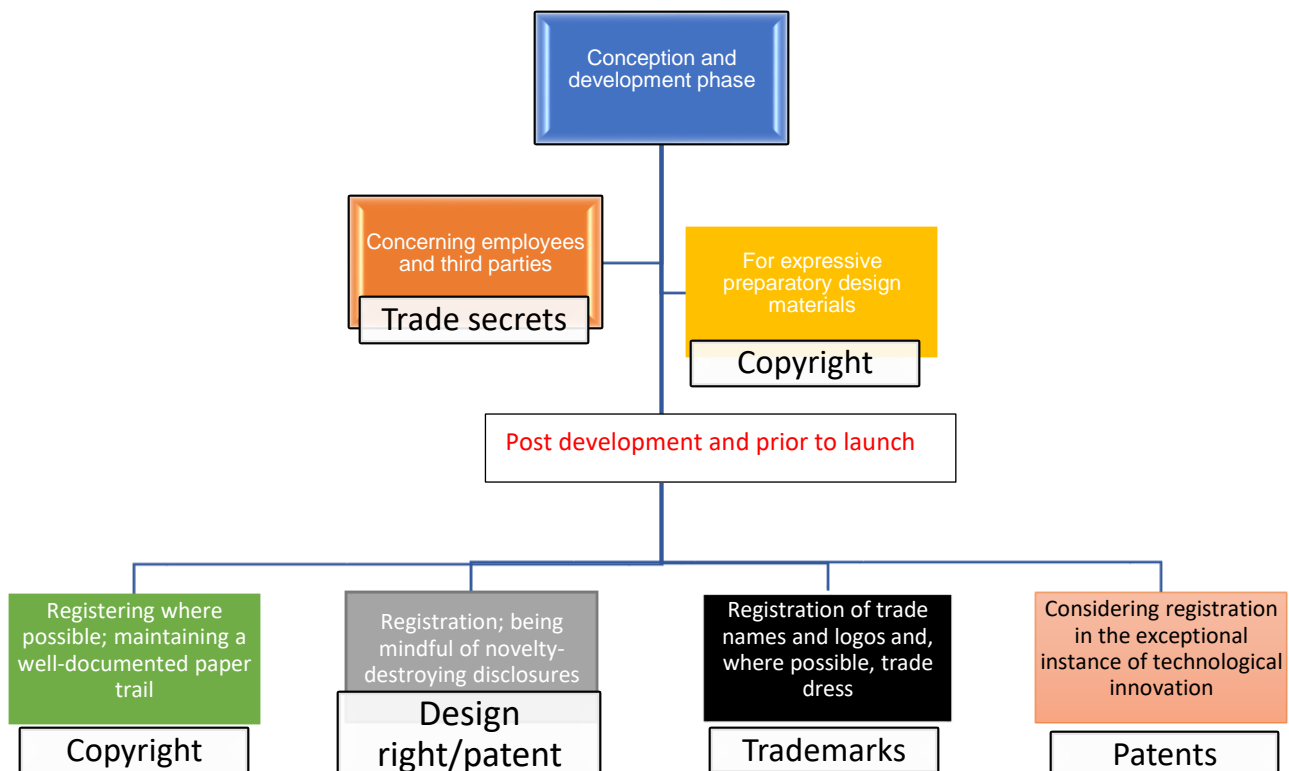 Conception and
development phase
Concerning employees
and third parties
Trade secrets
For expressive
preparatory design
materials
Copyright
Post development and prior to launch
Registering where
possible; maintaining a
well-documented paper
trail
Copyright
Registration; being
mindful of novelty-
destroying disclosures
Design
right/patent
Registration of trade
names and logos and,
where possible, trade
dress
Trademarks
Considering registration
in the exceptional
instance of technological
innovation
Patents